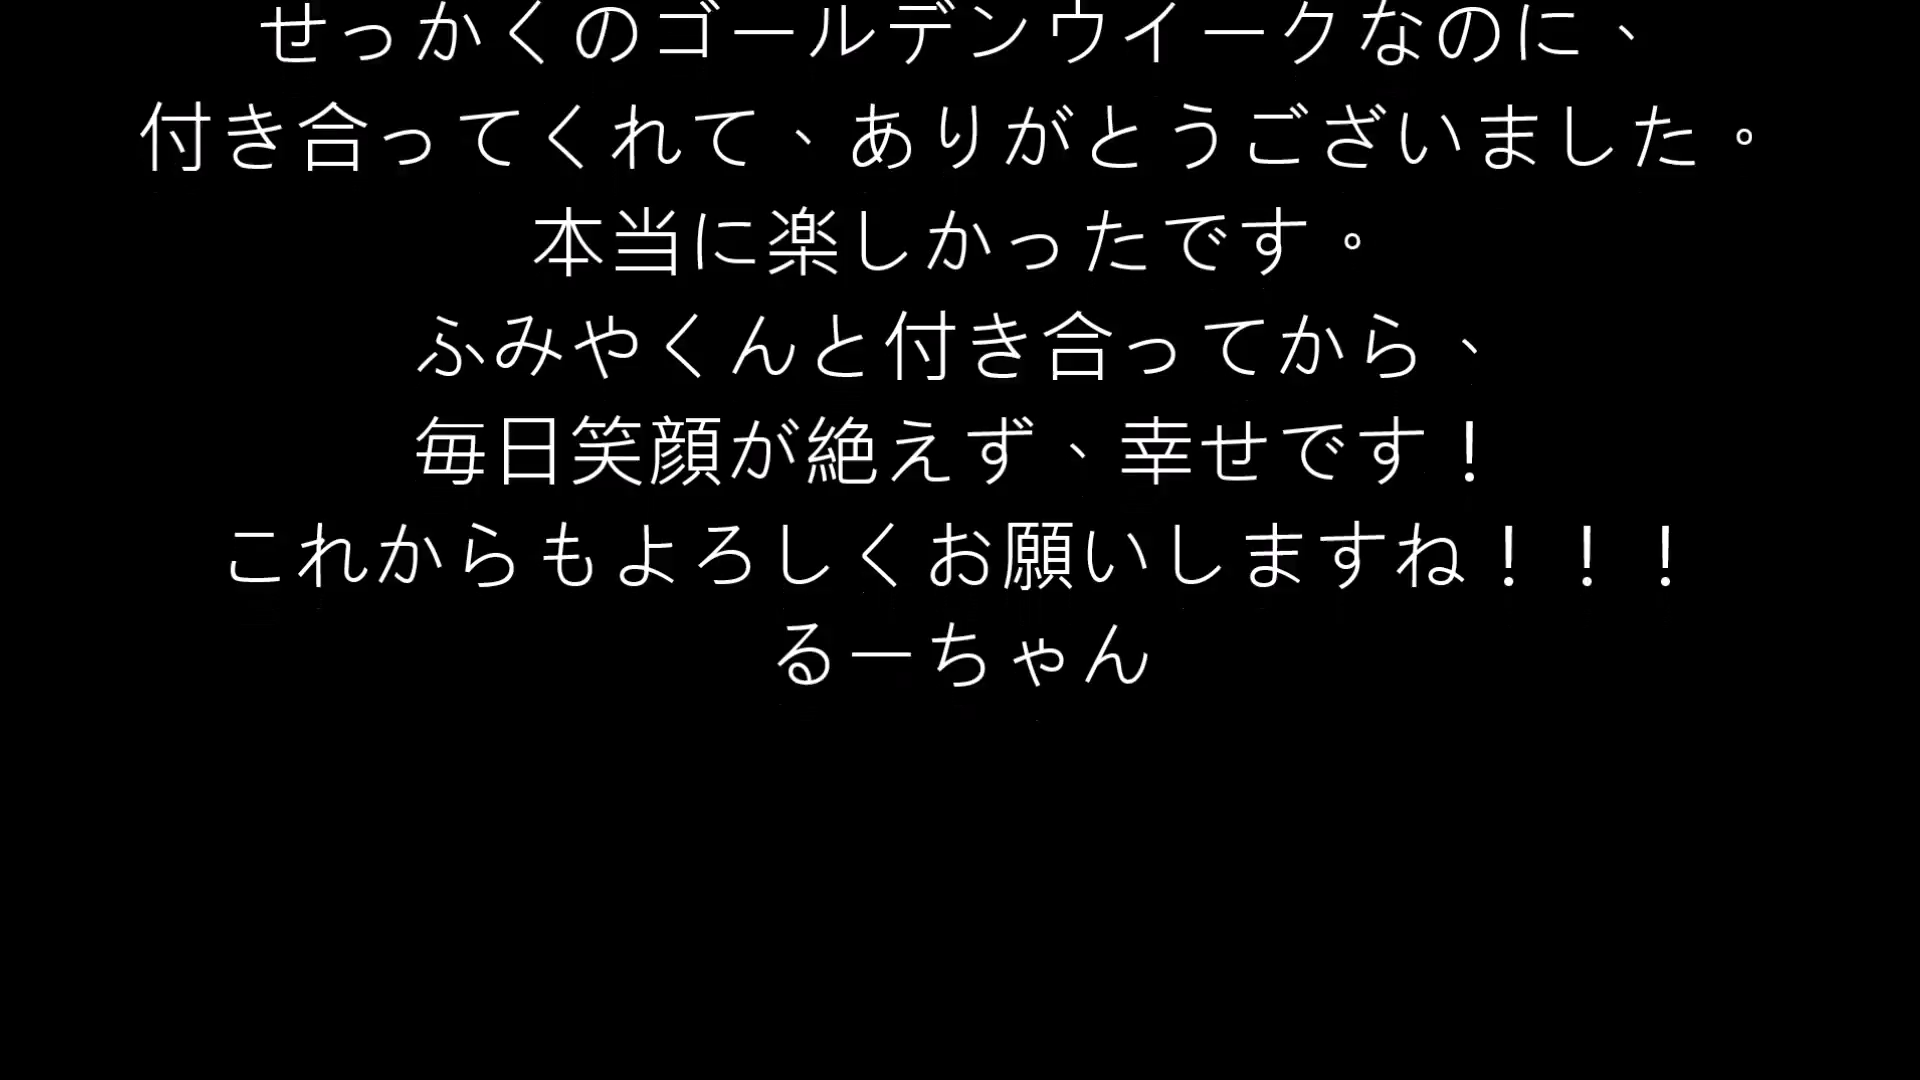 せっかくのゴールデンウイークなのに、
付き合ってくれて、ありがとうございました。
本当に楽しかったです。
ふみやくんと付き合ってから、
毎日笑顔が絶えず、幸せです！
これからもよろしくお願いしますね！！！
るーちゃん